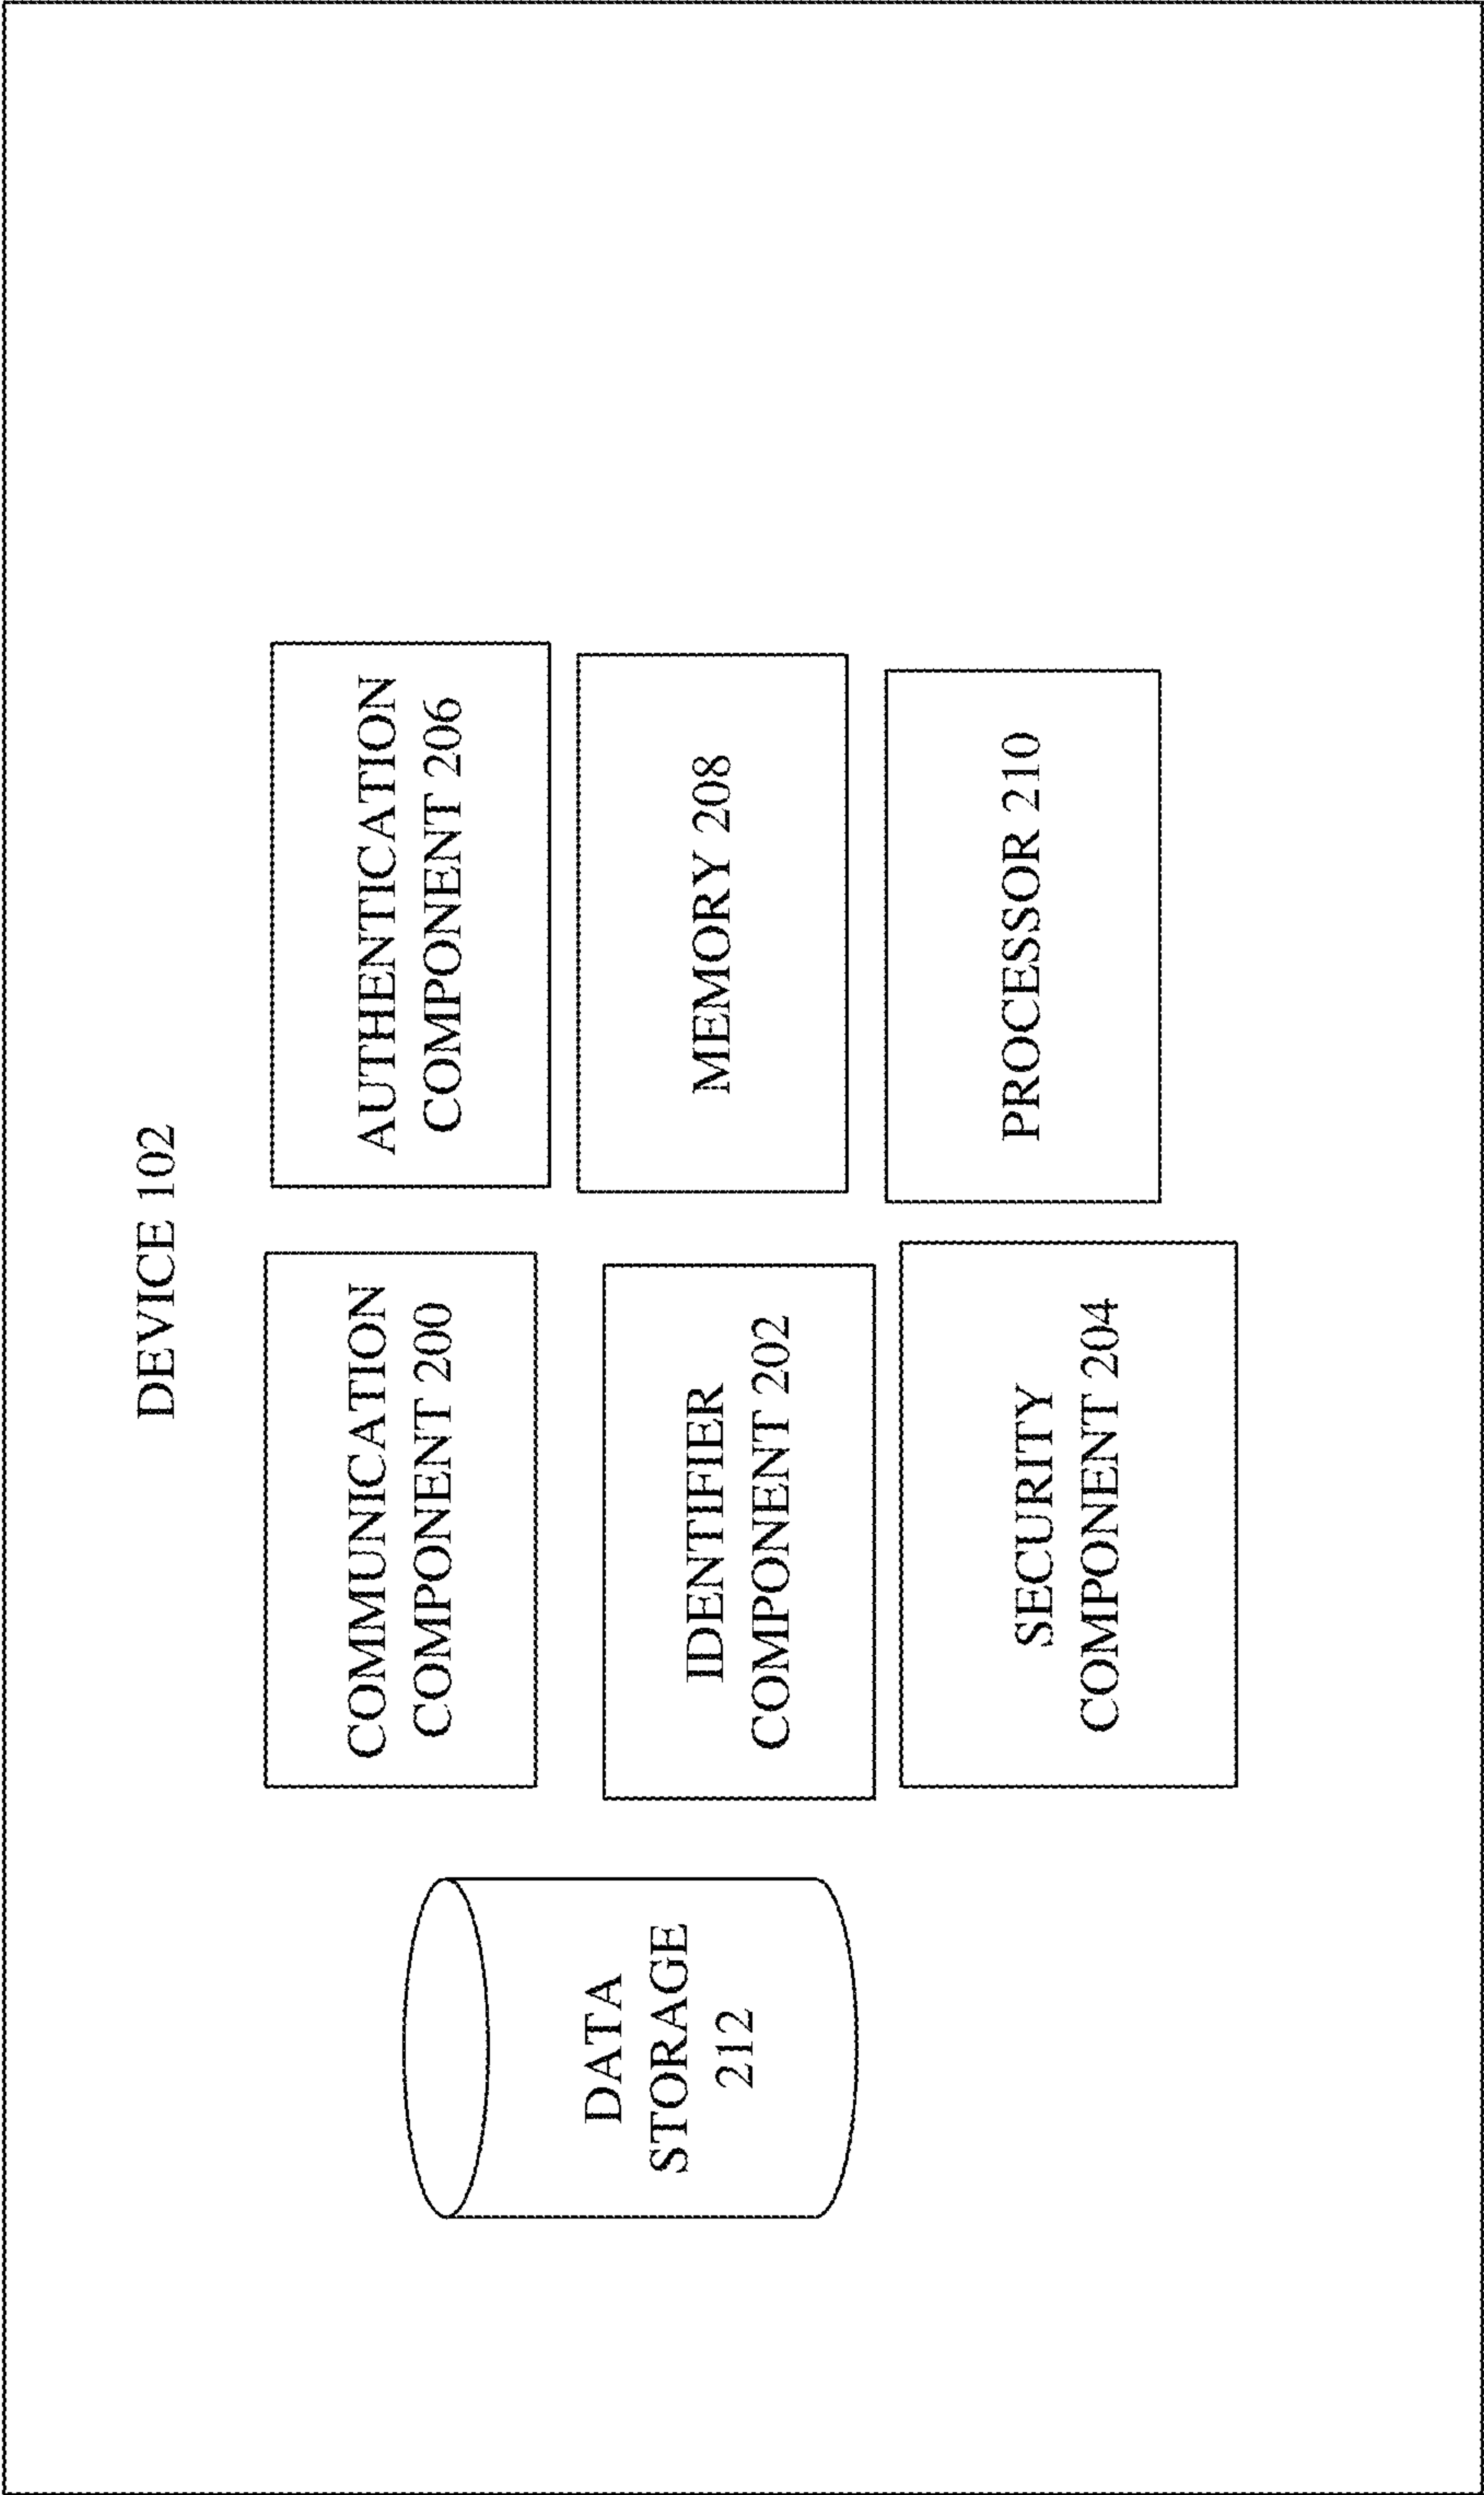 DEVICE 102
COMMUNICATION
COMPONENT 200
AUTHENTICATION
COMPONENT 206
DATA
STORAGE
212
IDENTIFIER
COMPONENT 202
MEMORY 208
SECURITY
COMPONENT 204
PROCESSOR 210